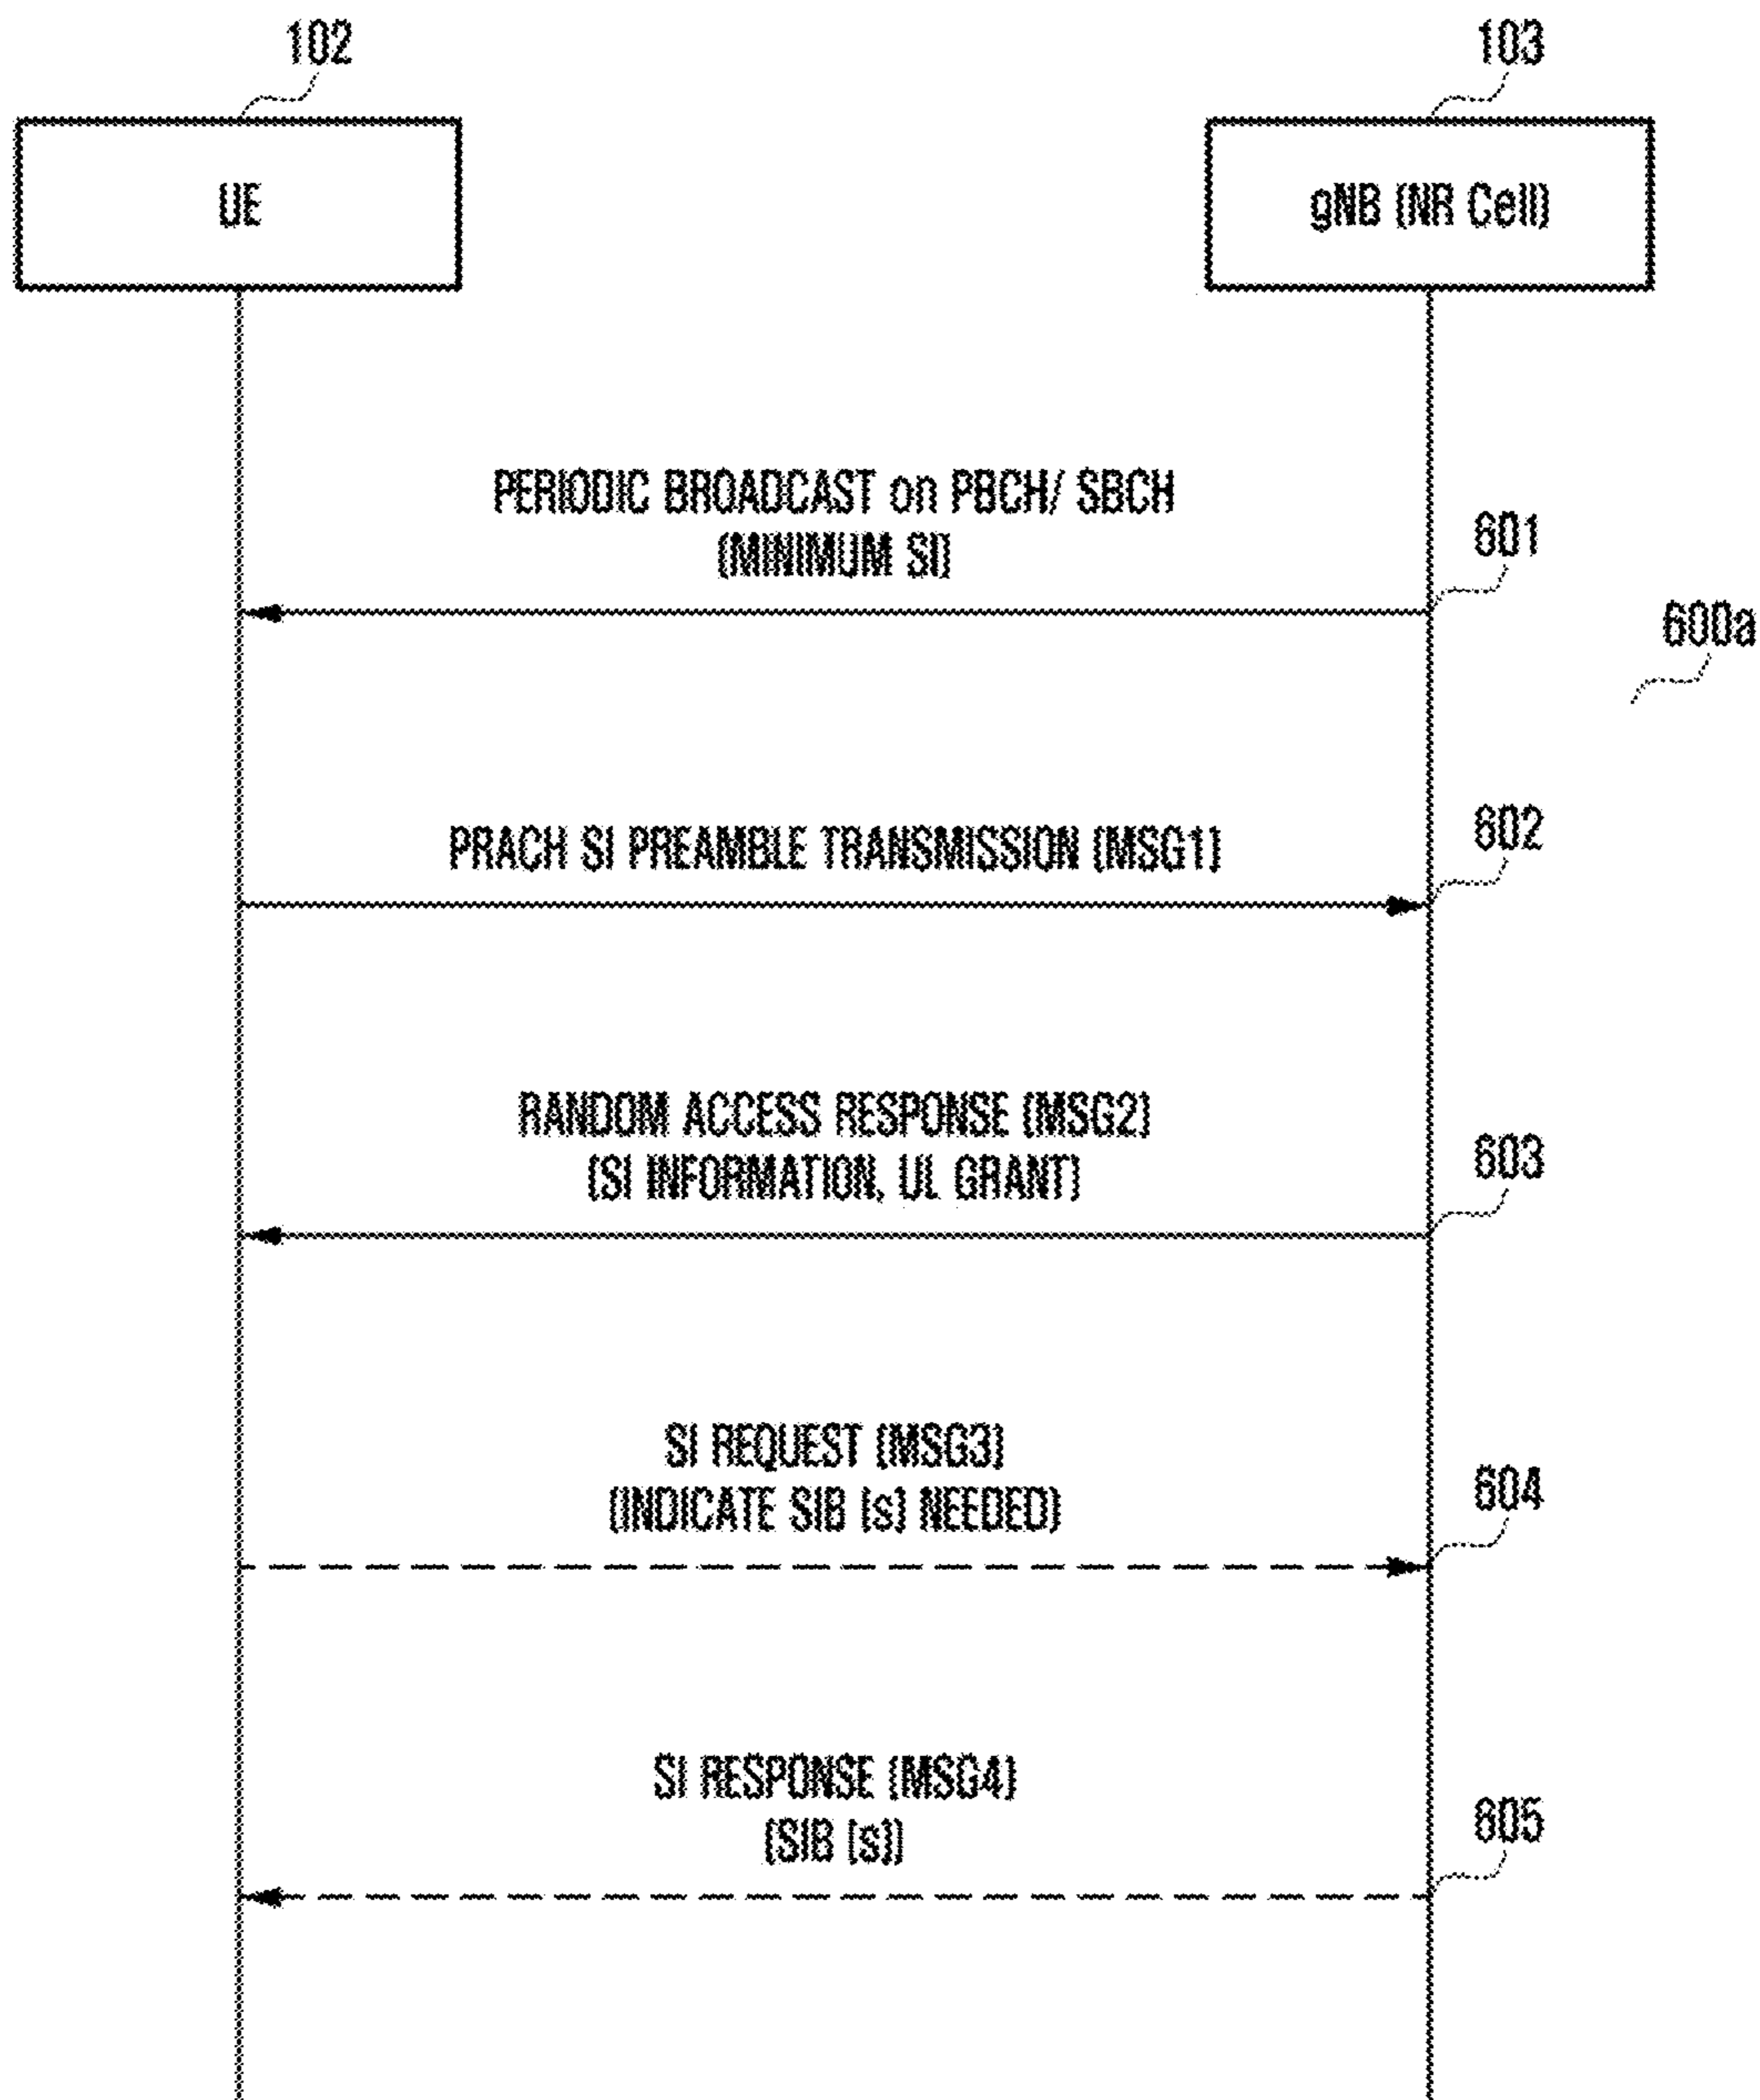 102
103
UE
gNB (NR Cell)
PERIODIC BROADCAST on PBCH/ SBCH
(MINIMUM SI)
601
600a
PRACH SI PREAMBLE TRANSMISSION (MSG1)
602
RANDOM ACCESS RESPONSE (MSG2)
(SI INFORMATION, UL GRANT)
603
SI REQUEST (MSG3)
(INDICATE SIB (s) NEEDED)
604
SI RESPONSE (MSG4)
(SIB (s))
605